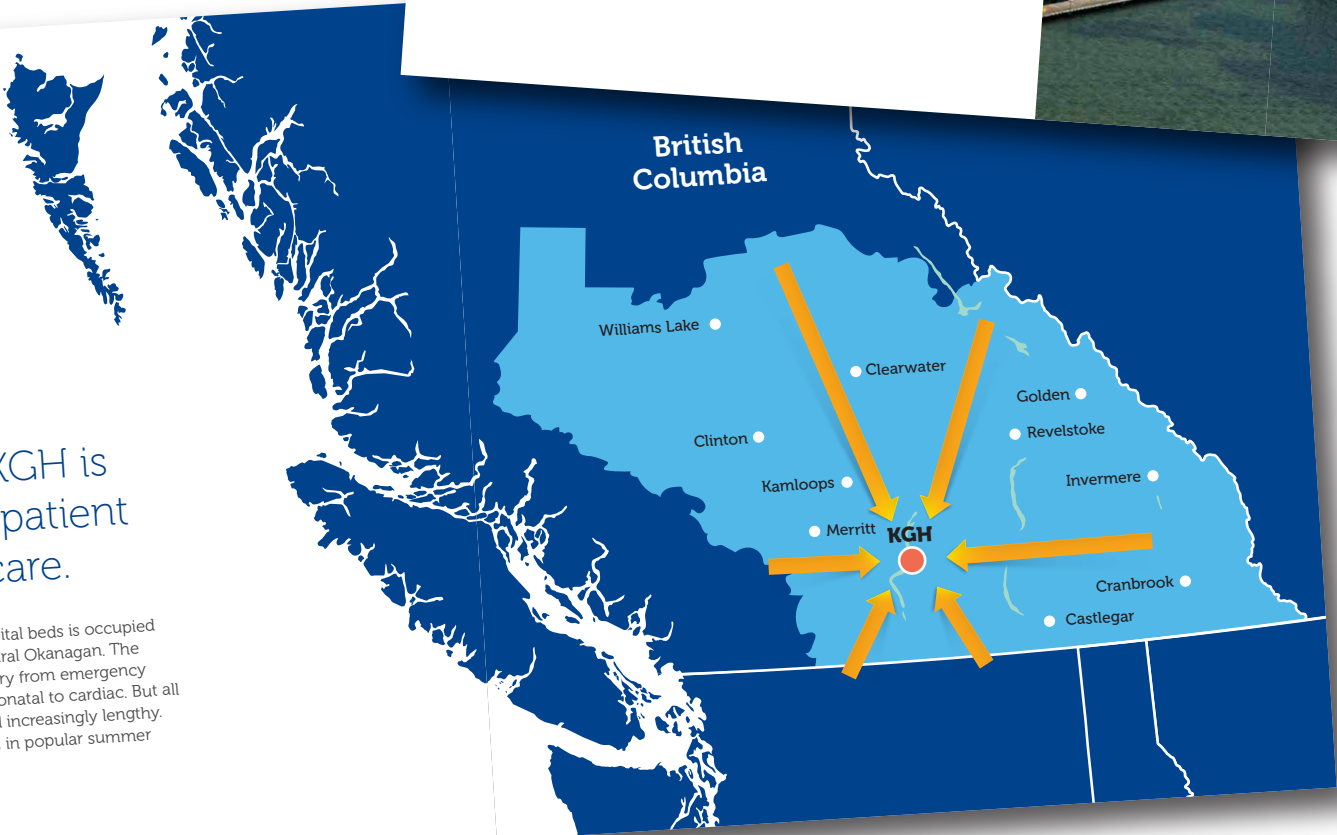 KGH is
patient
care.
ital beds is occupied
ral Okanagan. The
ry from emergency
onatal to cardiac. But all
increasingly lengthy.
in popular summer
British
Columbia
Williams Lake
Clearwater
Golden
Revelstoke
Clinton
Invermere
Kamloops
Merritt
KGH
Cranbrook
Castlegar